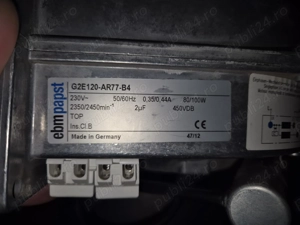 ebmpapst
G2E120-AR77-B4
230V~ 50/60Hz 0,35/0,44A~ 80/100W
2350/2450min⁻¹ 2µF 450VDB
TOP
Ins.Cl.B
Made in Germany 47/12